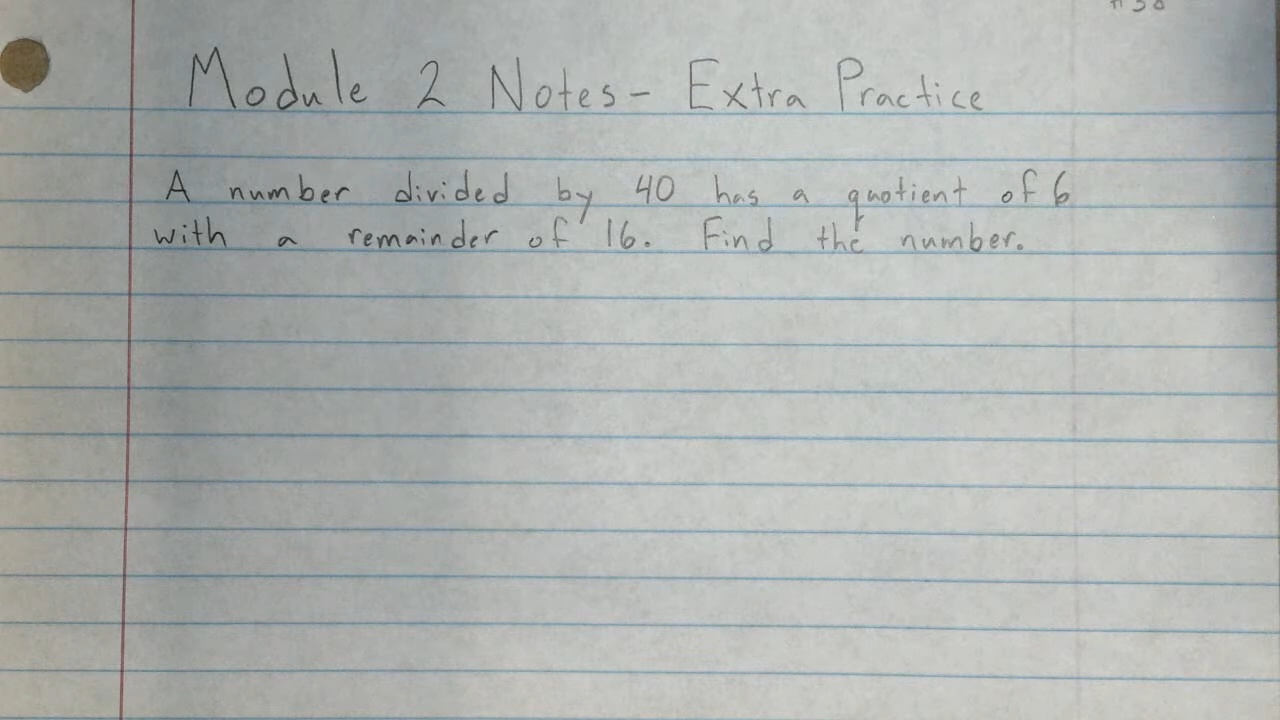 Module 2 Notes- Extra Practice
A number divided by 40 has a quotient of 6
with a remainder of 16. Find the number.